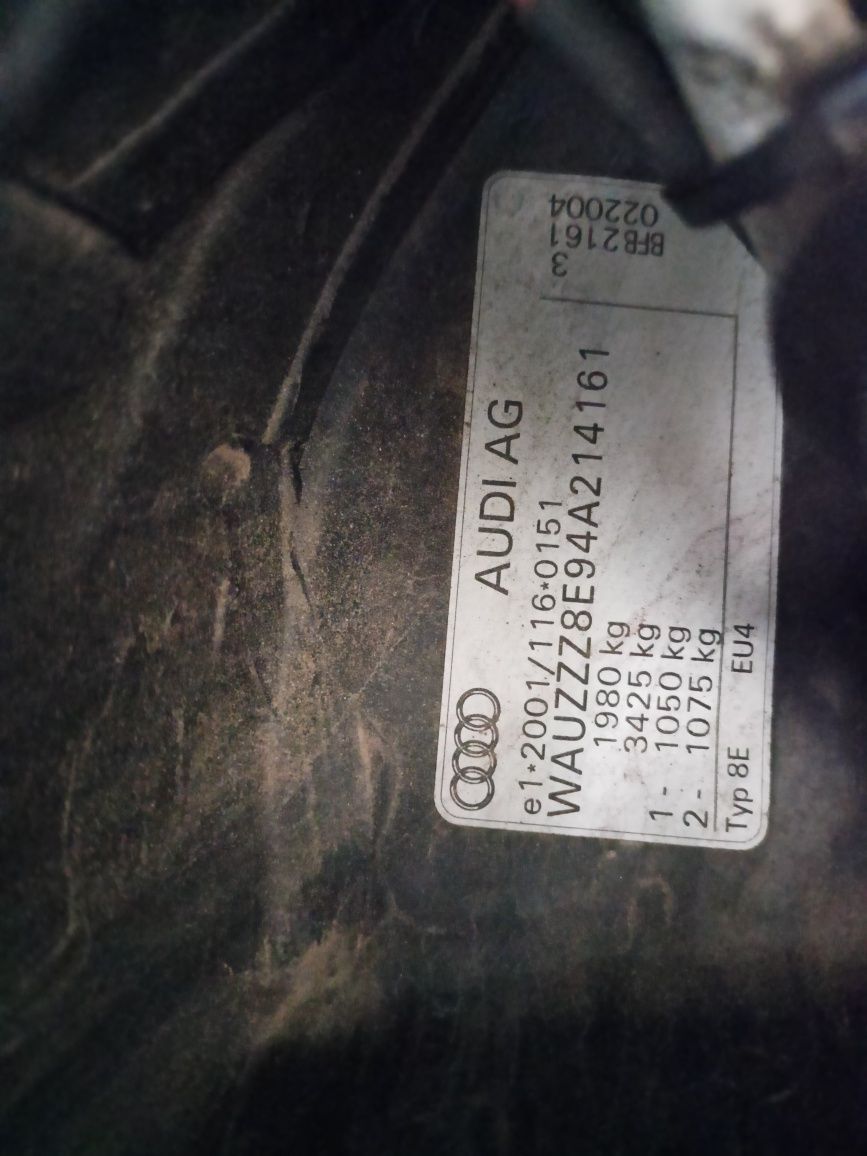 AUDI AG
e1*2001/116*0151
WAUZZZ8E94A214161
1980 kg
3425 kg
1 - 1050 kg
2 - 1075 kg
Typ 8E EU4
3
BFB2161
022004